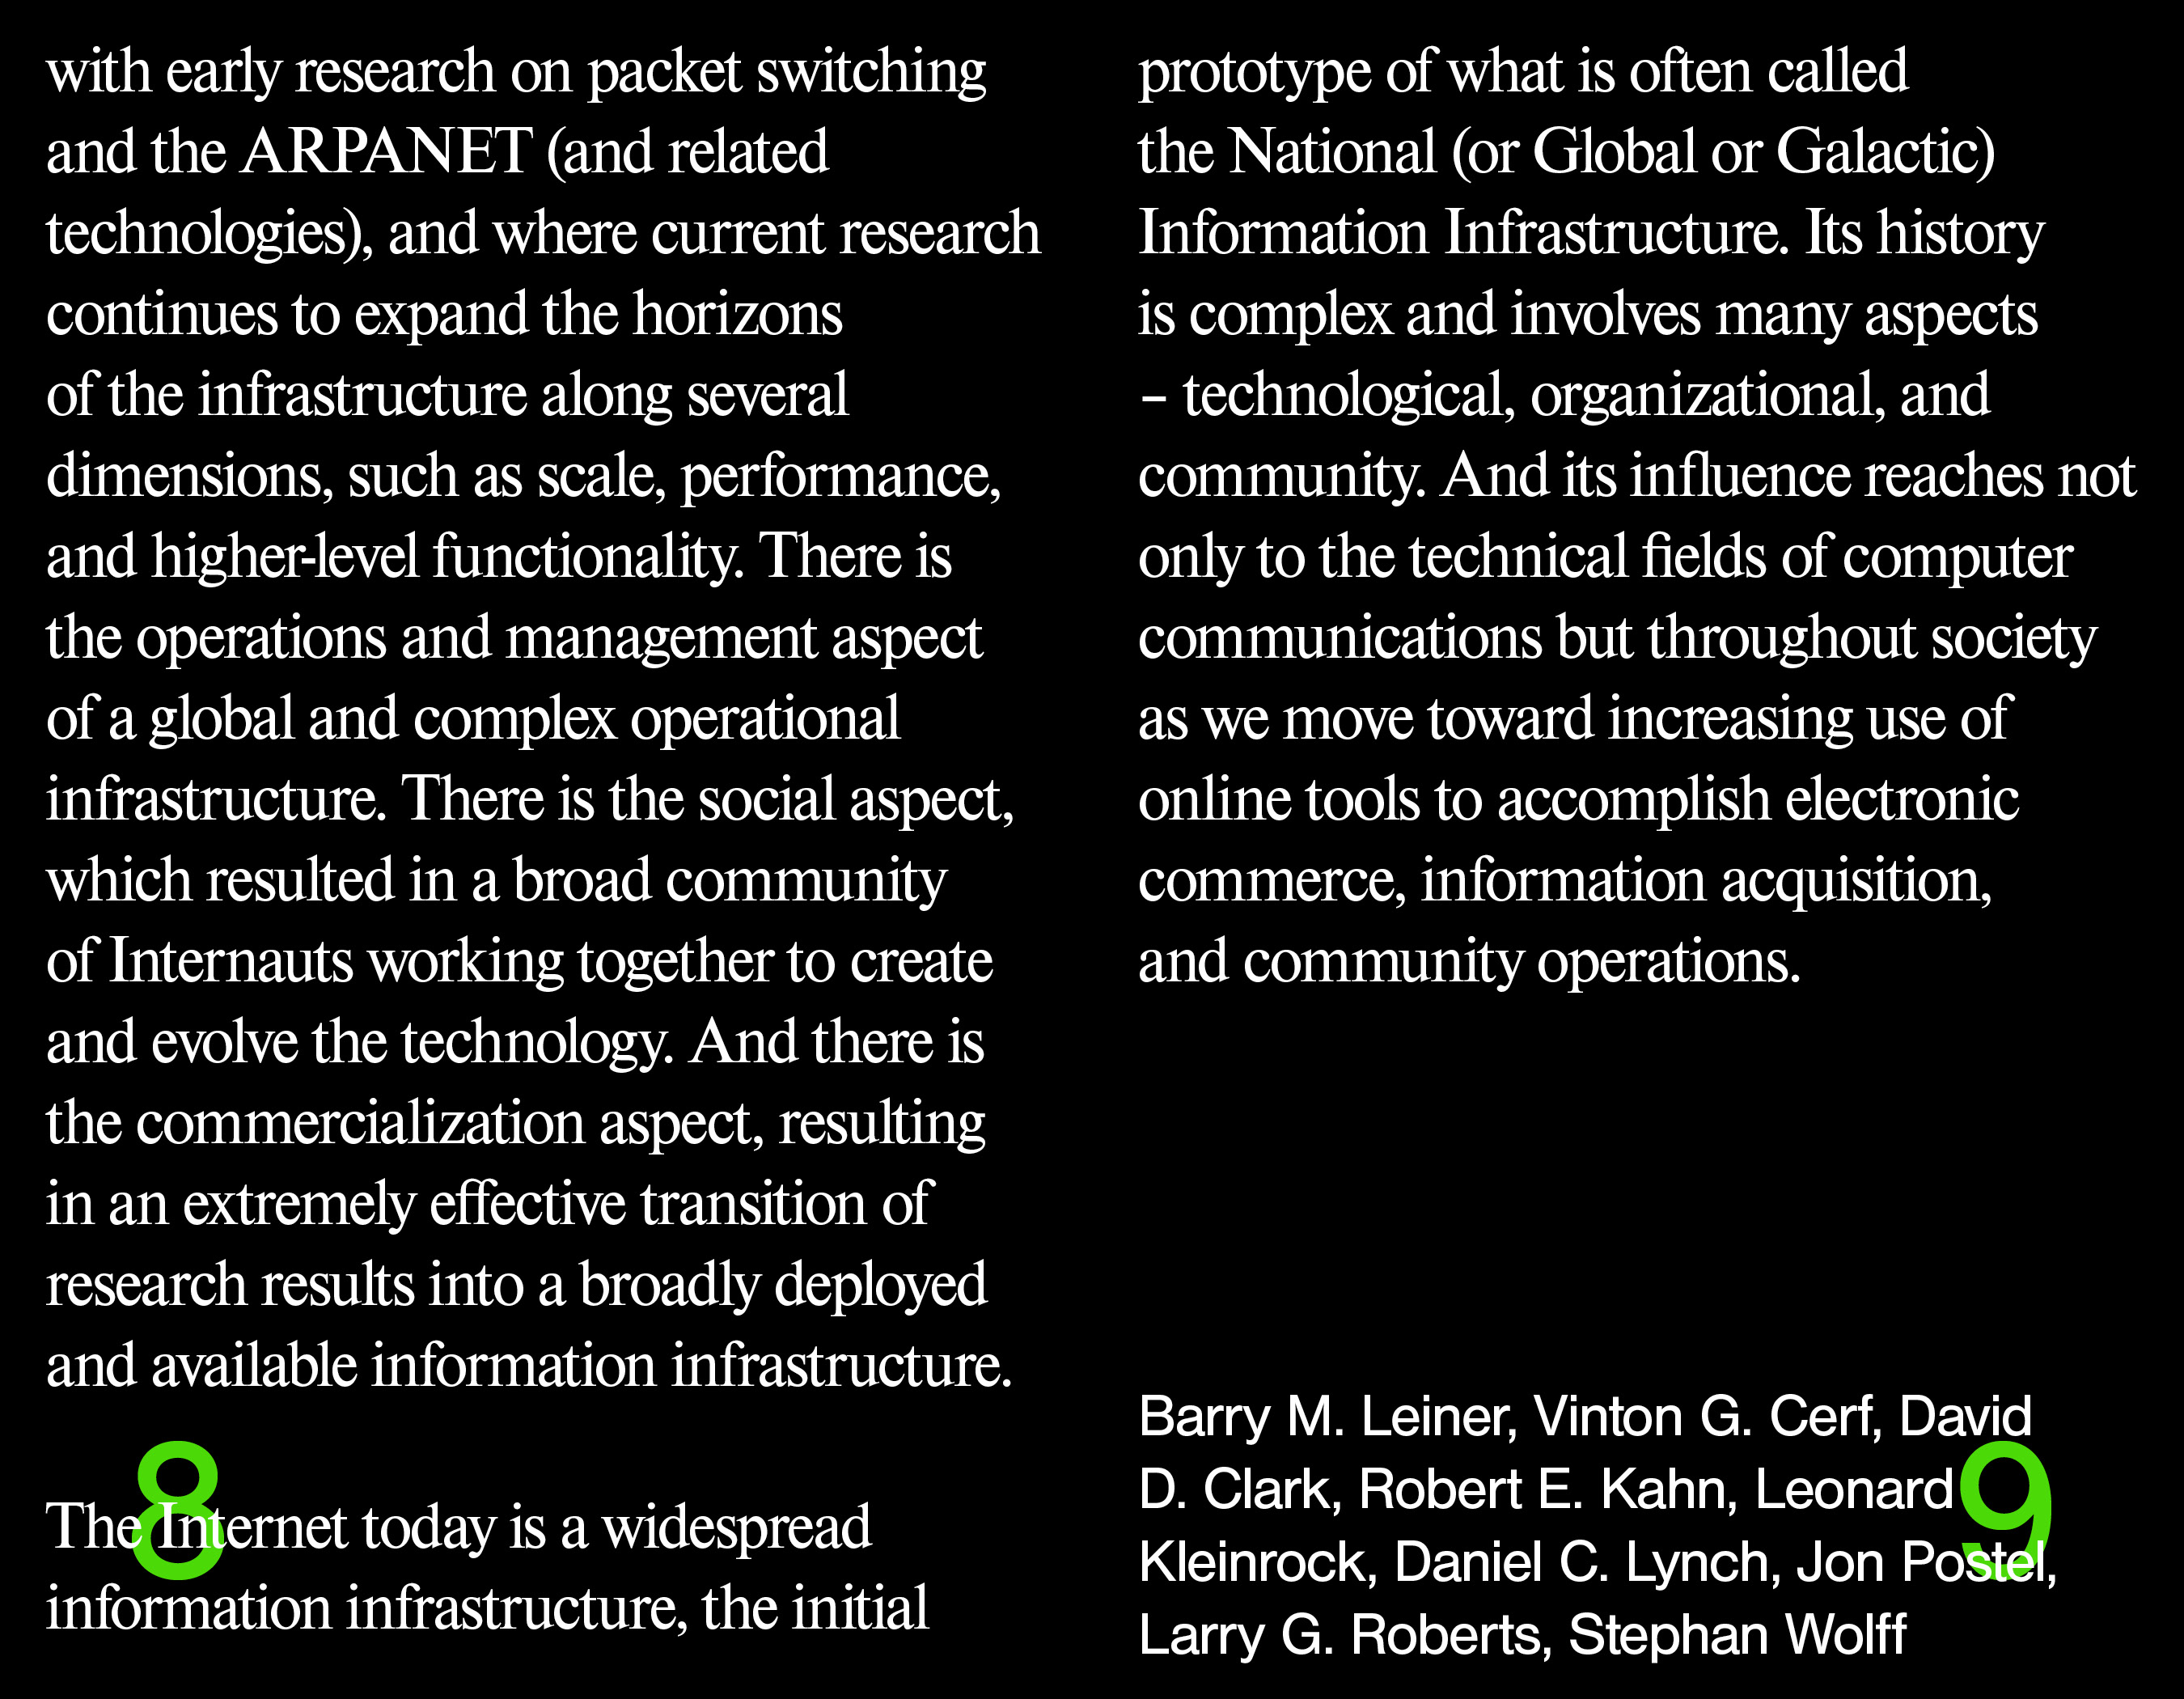 with early research on packet switching
and the ARPANET (and related
technologies), and where current research
continues to expand the horizons
of the infrastructure along several
dimensions, such as scale, performance,
and higher-level functionality. There is
the operations and management aspect
of a global and complex operational
infrastructure. There is the social aspect,
which resulted in a broad community
of Internauts working together to create
and evolve the technology. And there is
the commercialization aspect, resulting
in an extremely effective transition of
research results into a broadly deployed
and available information infrastructure.
The Internet today is a widespread
information infrastructure, the initial
8
prototype of what is often called
the National (or Global or Galactic)
Information Infrastructure. Its history
is complex and involves many aspects
– technological, organizational, and
community. And its influence reaches not
only to the technical fields of computer
communications but throughout society
as we move toward increasing use of
online tools to accomplish electronic
commerce, information acquisition,
and community operations.
Barry M. Leiner, Vinton G. Cerf, David
D. Clark, Robert E. Kahn, Leonard
Kleinrock, Daniel C. Lynch, Jon Postel,
Larry G. Roberts, Stephan Wolff
9